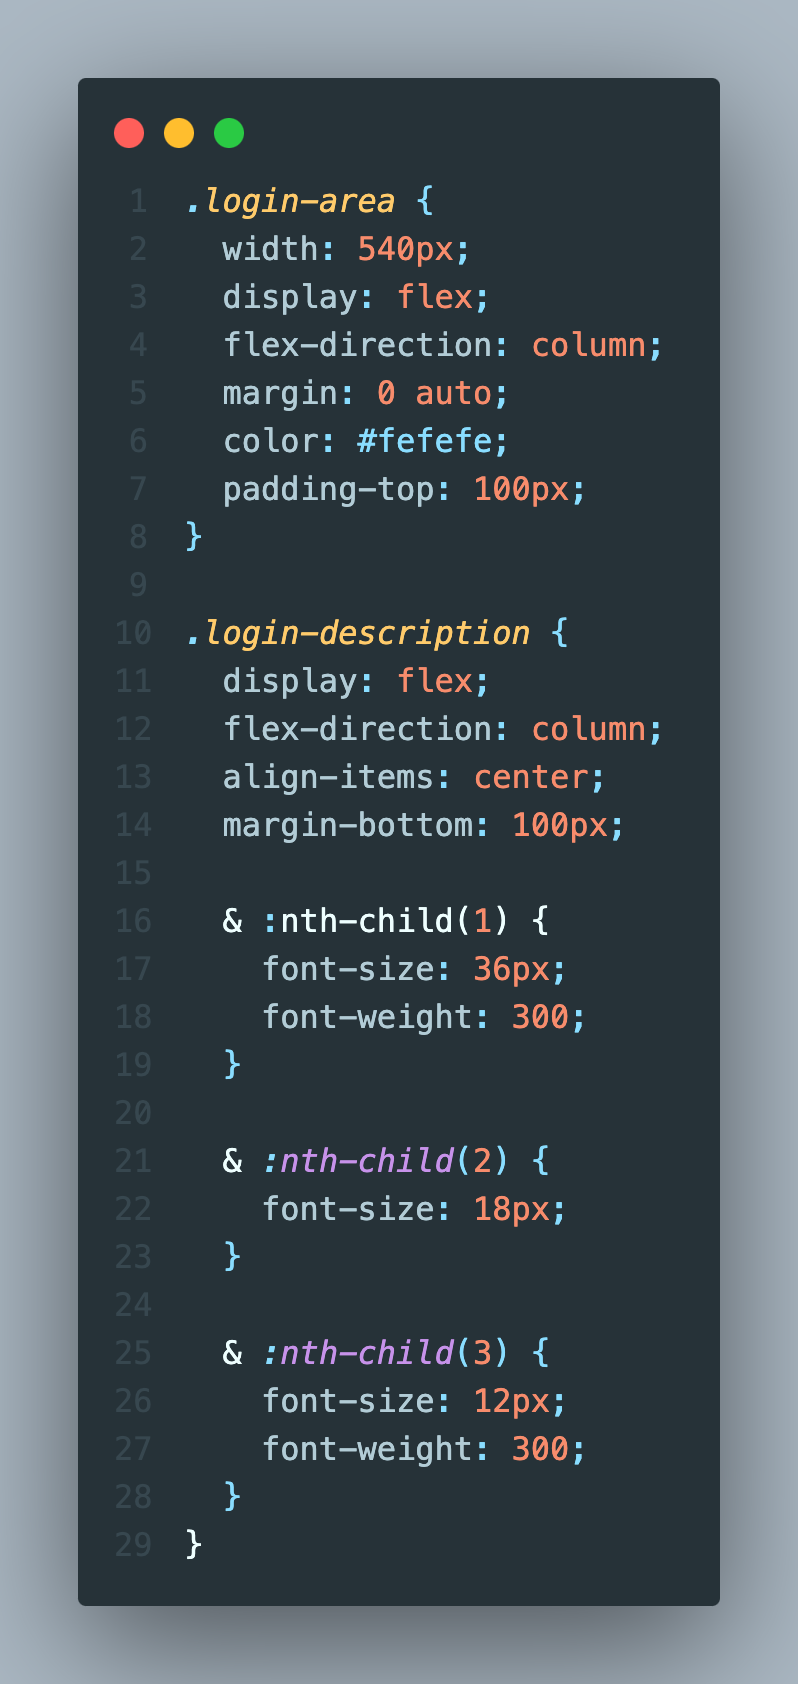 1 .login-area {
2   width: 540px;
3   display: flex;
4   flex-direction: column;
5   margin: 0 auto;
6   color: #fefefe;
7   padding-top: 100px;
8 }
9
10 .login-description {
11   display: flex;
12   flex-direction: column;
13   align-items: center;
14   margin-bottom: 100px;
15
16   & :nth-child(1) {
17     font-size: 36px;
18     font-weight: 300;
19   }
20
21   & :nth-child(2) {
22     font-size: 18px;
23   }
24
25   & :nth-child(3) {
26     font-size: 12px;
27     font-weight: 300;
28   }
29 }